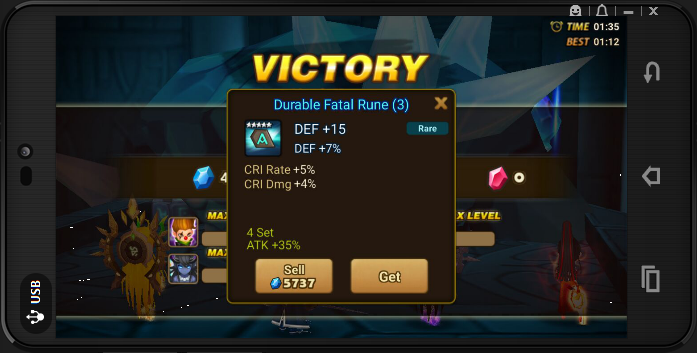 TIME 01:35
BEST 01:12
VICTORY
Durable Fatal Rune (3)
DEF +15
Rare
DEF +7%
CRI Rate +5%
CRI Dmg +4%
4
0
MAX
X LEVEL
MAX
4 Set
ATK +35%
Sell
5737
Get
USB